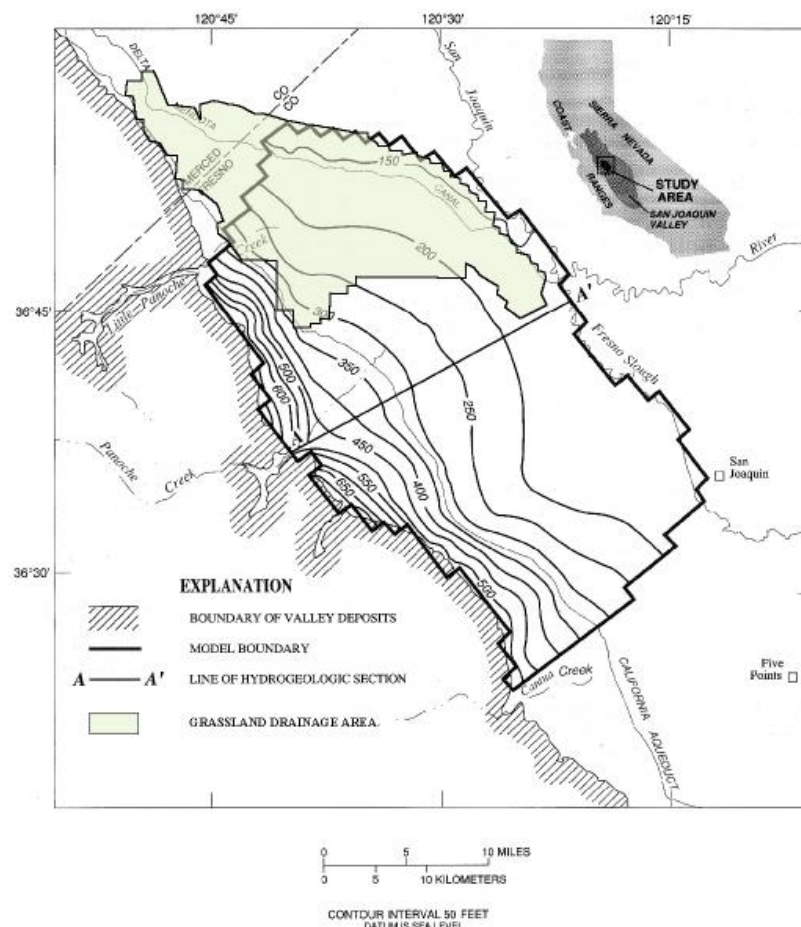 120°45'
120°30'
120°15'
DELTA
MENDOTA
CANAL
San
Joaquin
River
CO
CO
MERCED
FRESNO
COAST
RANGES
SIERRA NEVADA
STUDY
AREA
SAN JOAQUIN
VALLEY
150
200
Creek
Little Panoche
36°45'
A'
Fresno Slough
300
350
500
600
250
A
450
400
550
650
Panoche
Creek
San
Joaquin
36°30'
500
Cantua Creek
CALIFORNIA
AQUEDUCT
Five
Points
EXPLANATION
BOUNDARY OF VALLEY DEPOSITS
MODEL BOUNDARY
A A' LINE OF HYDROGEOLOGIC SECTION
GRASSLAND DRAINAGE AREA
0 5 10 MILES
0 5 10 KILOMETERS
CONTOUR INTERVAL 50 FEET
DATUM IS SEA LEVEL